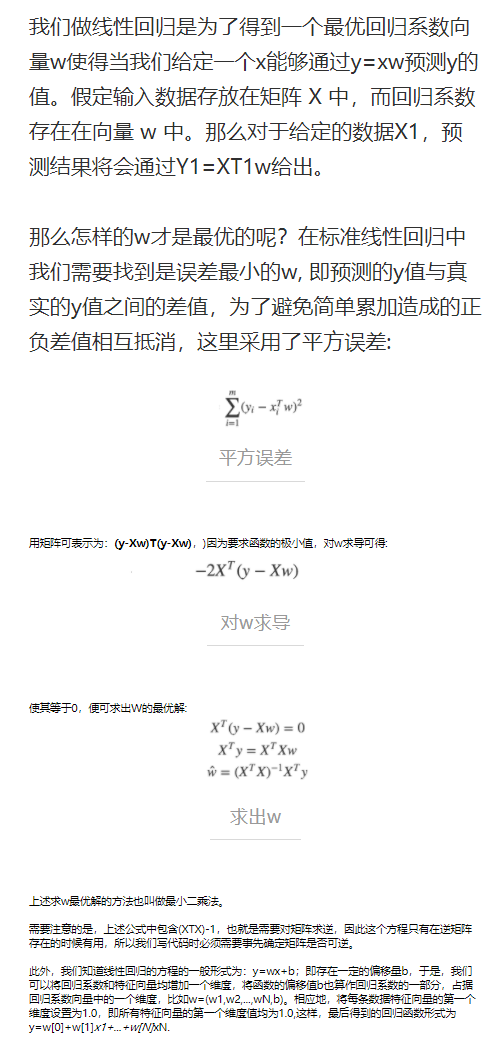 我们做线性回归是为了得到一个最优回归系数向
量w使得当我们给定一个x能够通过y=xw预测y的
值。假定输入数据存放在矩阵 X 中，而回归系数
存在在向量 w 中。那么对于给定的数据X1，预
测结果将会通过Y1=XT1w给出。
那么怎样的w才是最优的呢？在标准线性回归中
我们需要找到是误差最小的w, 即预测的y值与真
实的y值之间的差值，为了避免简单累加造成的正
负差值相互抵消，这里采用了平方误差:
$\sum_{i=1}^{m}(y_i - x_i^T w)^2$
平方误差
用矩阵可表示为：(y-Xw)T(y-Xw)，)因为要求函数的极小值，对w求导可得:
$-2X^T(y - Xw)$
对w求导
使其等于0，便可求出W的最优解:
$X^T(y - Xw) = 0$
$X^T y = X^T X w$
$\hat{w} = (X^T X)^{-1} X^T y$
求出w
上述求w最优解的方法也叫做最小二乘法。
需要注意的是，上述公式中包含(XTX)-1，也就是需要对矩阵求逆，因此这个方程只有在逆矩阵
存在的时候有用，所以我们写代码时必须需要事先确定矩阵是否可逆。
此外，我们知道线性回归的方程的一般形式为：y=wx+b；即存在一定的偏移量b，于是，我们
可以将回归系数和特征向量均增加一个维度，将函数的偏移值b也算作回归系数的一部分，占据
回归系数向量中的一个维度，比如w=(w1,w2,...,wN,b)。相应地，将每条数据特征向量的第一个
维度设置为1.0，即所有特征向量的第一个维度值均为1.0,这样，最后得到的回归函数形式为
y=w[0]+w[1]x1+...+w[N]xN.